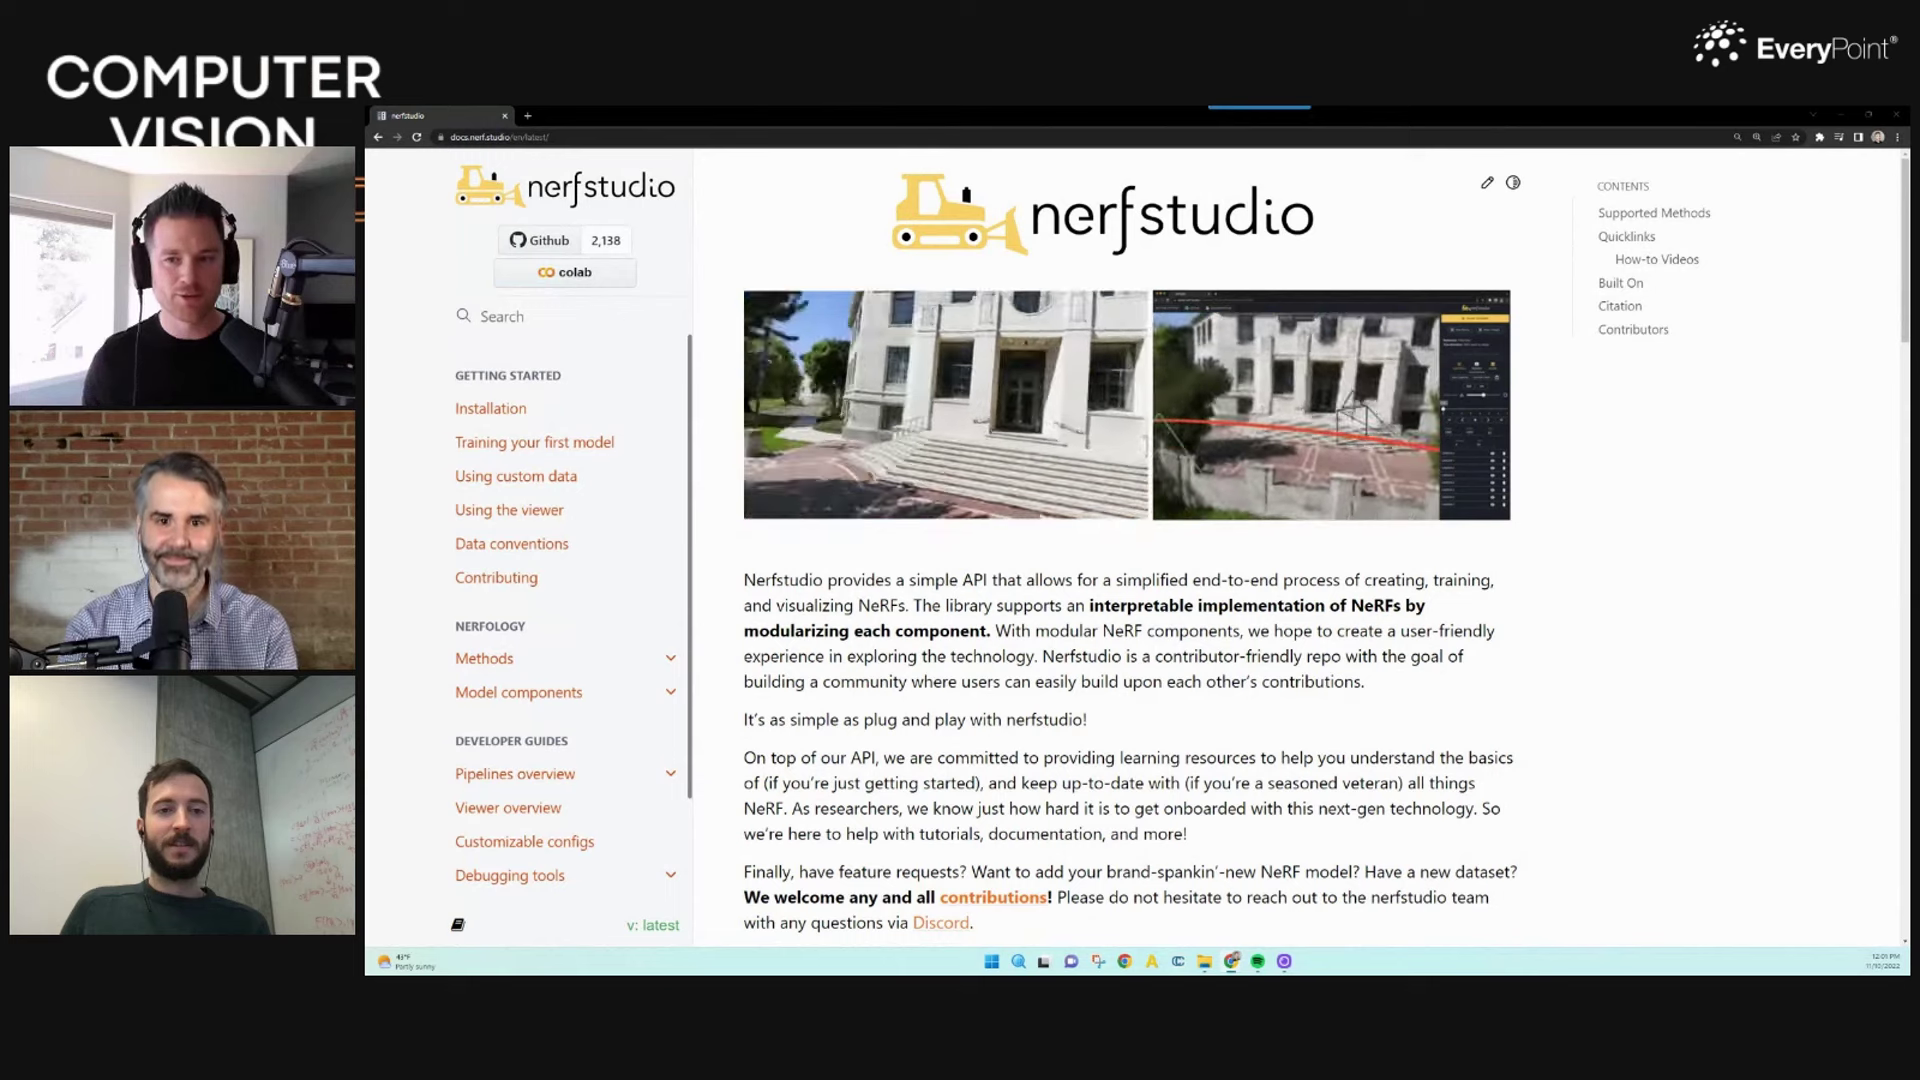 COMPUTER
VISION
EveryPoint®
nerfstudio
docs.nerf.studio/en/latest/
nerfstudio
Github 2,138
colab
Search
GETTING STARTED
Installation
Training your first model
Using custom data
Using the viewer
Data conventions
Contributing
NERFOLOGY
Methods
Model components
DEVELOPER GUIDES
Pipelines overview
Viewer overview
Customizable configs
Debugging tools
v: latest
nerfstudio
Nerfstudio provides a simple API that allows for a simplified end-to-end process of creating, training,
and visualizing NeRFs. The library supports an interpretable implementation of NeRFs by
modularizing each component. With modular NeRF components, we hope to create a user-friendly
experience in exploring the technology. Nerfstudio is a contributor-friendly repo with the goal of
building a community where users can easily build upon each other's contributions.
It's as simple as plug and play with nerfstudio!
On top of our API, we are committed to providing learning resources to help you understand the basics
of (if you're just getting started), and keep up-to-date with (if you're a seasoned veteran) all things
NeRF. As researchers, we know just how hard it is to get onboarded with this next-gen technology. So
we're here to help with tutorials, documentation, and more!
Finally, have feature requests? Want to add your brand-spankin'-new NeRF model? Have a new dataset?
We welcome any and all contributions! Please do not hesitate to reach out to the nerfstudio team
with any questions via Discord.
CONTENTS
Supported Methods
Quicklinks
How-to Videos
Built On
Citation
Contributors
43°F
Partly sunny
12:01 PM
11/10/2022